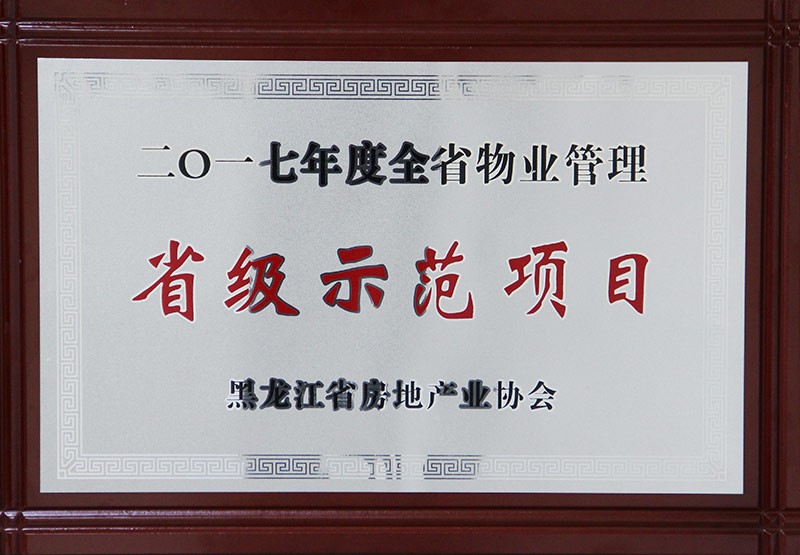 二〇一七年度全省物业管理
省级示范项目
黑龙江省房地产业协会